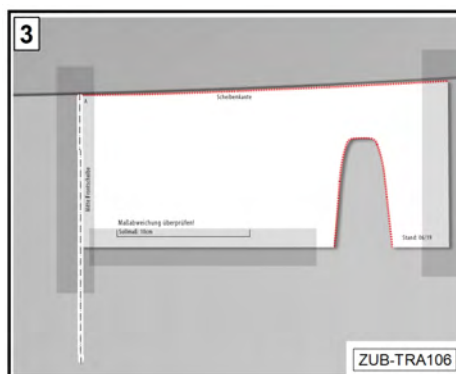 3
A
Scheibenkante
Mitte Frontscheibe
Maßabweichung überprüfen!
Sollmaß: 10cm
Stand: 06/19
ZUB-TRA106